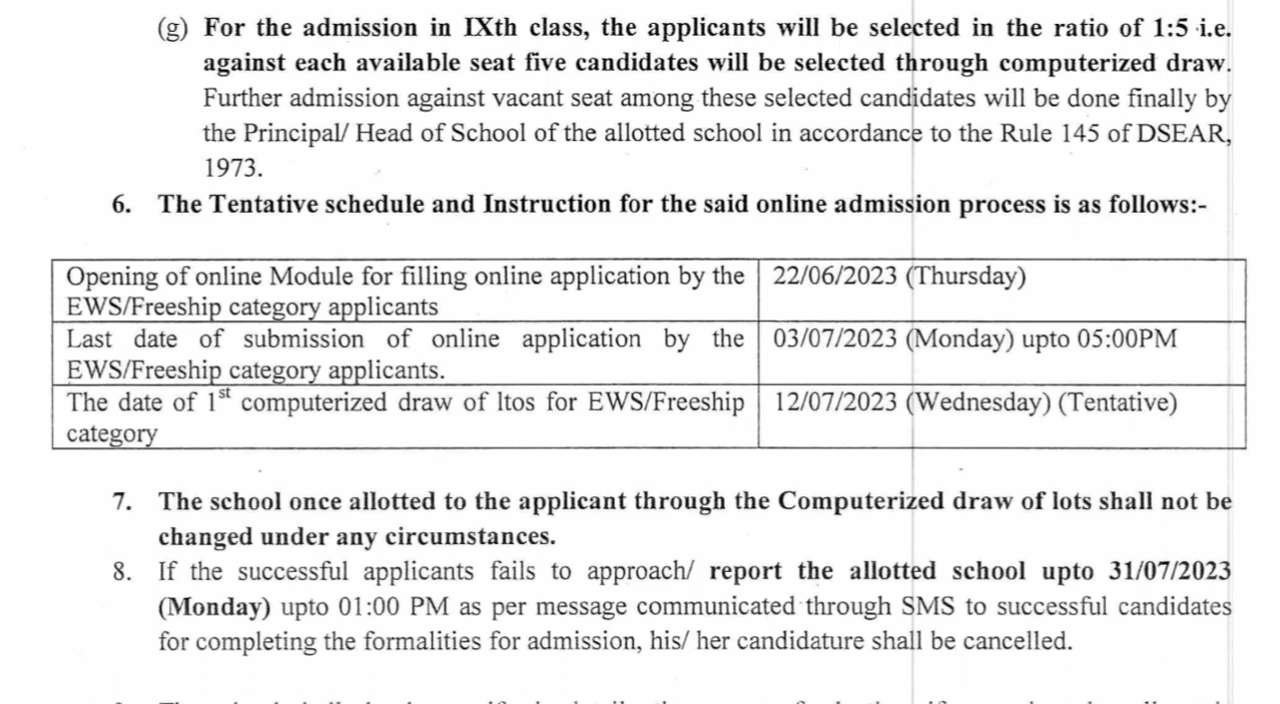 (g) For the admission in IXth class, the applicants will be selected in the ratio of 1:5 i.e.
against each available seat five candidates will be selected through computerized draw.
Further admission against vacant seat among these selected candidates will be done finally by
the Principal/ Head of School of the allotted school in accordance to the Rule 145 of DSEAR,
1973.
6. The Tentative schedule and Instruction for the said online admission process is as follows:-
Opening of online Module for filling online application by the
EWS/Freeship category applicants
22/06/2023 (Thursday)
Last date of submission of online application by the
EWS/Freeship category applicants.
03/07/2023 (Monday) upto 05:00PM
The date of 1st computerized draw of ltos for EWS/Freeship
category
12/07/2023 (Wednesday) (Tentative)
7. The school once allotted to the applicant through the Computerized draw of lots shall not be
changed under any circumstances.
8. If the successful applicants fails to approach/ report the allotted school upto 31/07/2023
(Monday) upto 01:00 PM as per message communicated through SMS to successful candidates
for completing the formalities for admission, his/ her candidature shall be cancelled.